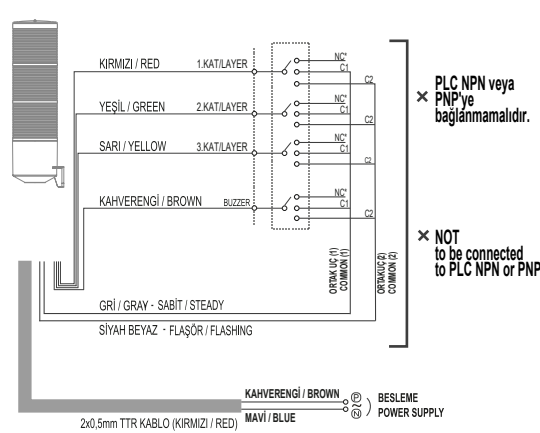 KIRMIZI / RED
1.KAT/LAYER
NC*
C1
C2
YEŞİL / GREEN
2.KAT/LAYER
NC*
C1
C2
SARI / YELLOW
3.KAT/LAYER
NC*
C1
C2
KAHVERENGİ / BROWN
BUZZER
NC*
C1
C2
ORTAK UÇ (1)
COMMON (1)
ORTAKUÇ(2)
COMMON (2)
PLC NPN veya
PNP'ye
bağlanmamalıdır.
NOT
to be connected
to PLC NPN or PNP
GRİ / GRAY - SABİT / STEADY
SİYAH BEYAZ - FLAŞÖR / FLASHING
KAHVERENGİ / BROWN
MAVİ / BLUE
P
~
N
BESLEME
POWER SUPPLY
2x0,5mm TTR KABLO (KIRMIZI / RED)